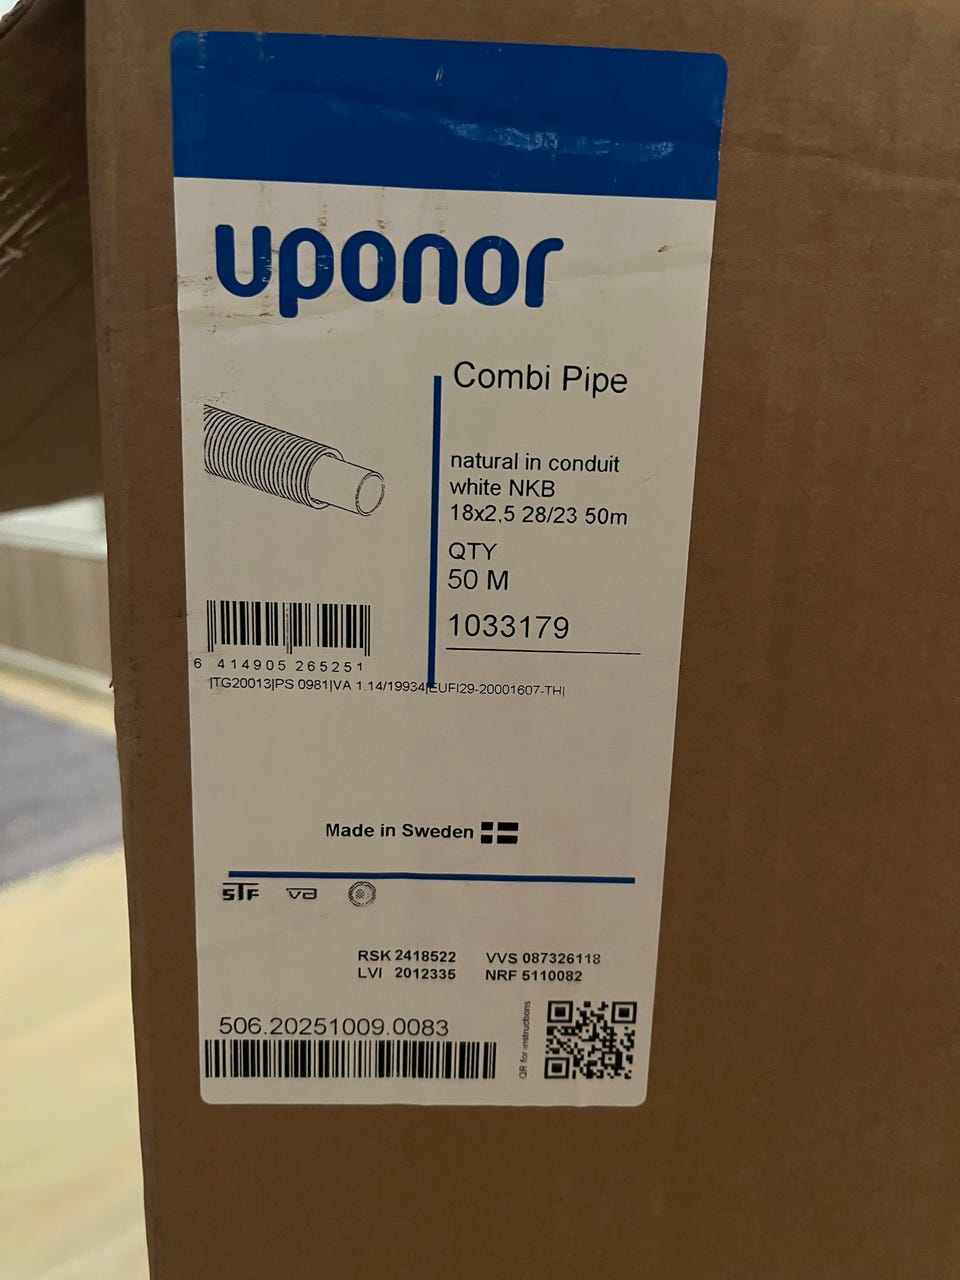 uponor
Combi Pipe
natural in conduit
white NKB
18x2,5 28/23 50m
QTY
50 M
1033179
6 414905 265251
|TG20013|PS 0981|VA 1.14/19934|EUFI29-20001607-TH|
Made in Sweden
STF va
RSK 2418522 VVS 087326118
LVI 2012335 NRF 5110082
506.20251009.0083
QR for instructions